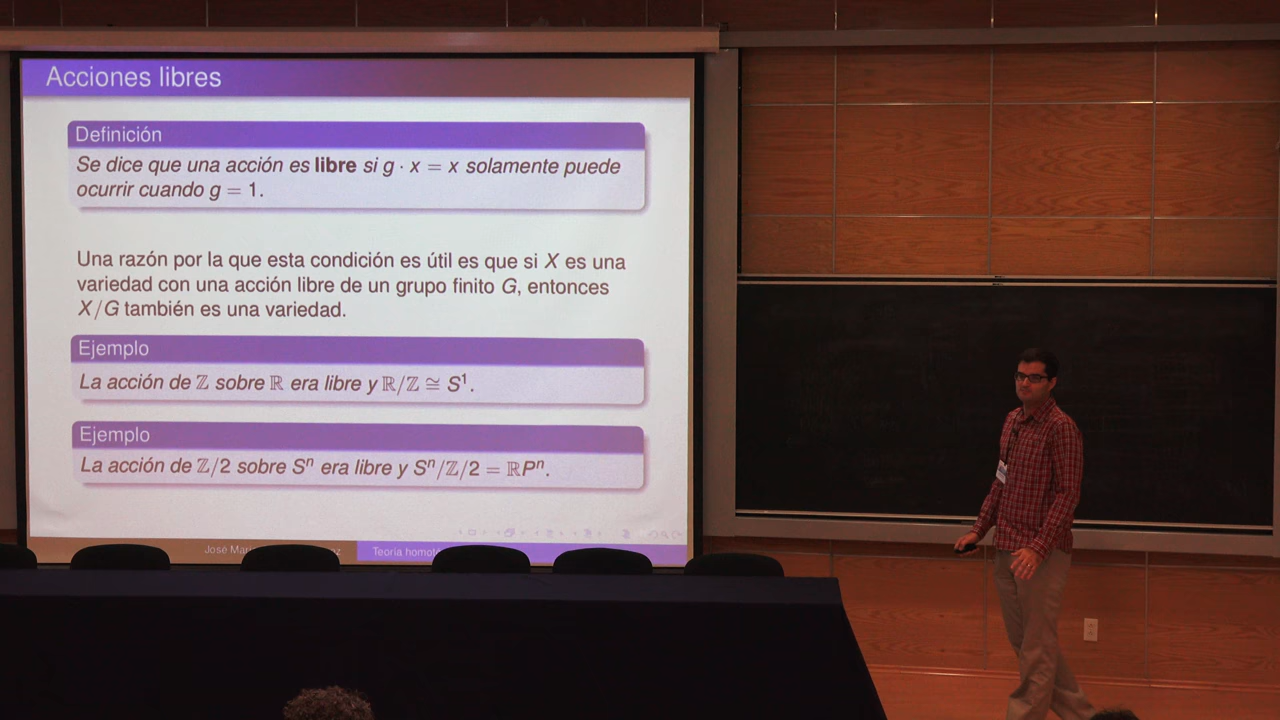 Acciones libres
Definición
Se dice que una acción es libre si g · x = x solamente puede
ocurrir cuando g = 1.
Una razón por la que esta condición es útil es que si X es una
variedad con una acción libre de un grupo finito G, entonces
X/G también es una variedad.
Ejemplo
La acción de ℤ sobre ℝ era libre y ℝ/ℤ ≅ S¹.
Ejemplo
La acción de ℤ/2 sobre Sⁿ era libre y Sⁿ/ℤ/2 = ℝPⁿ.
José
Teoría